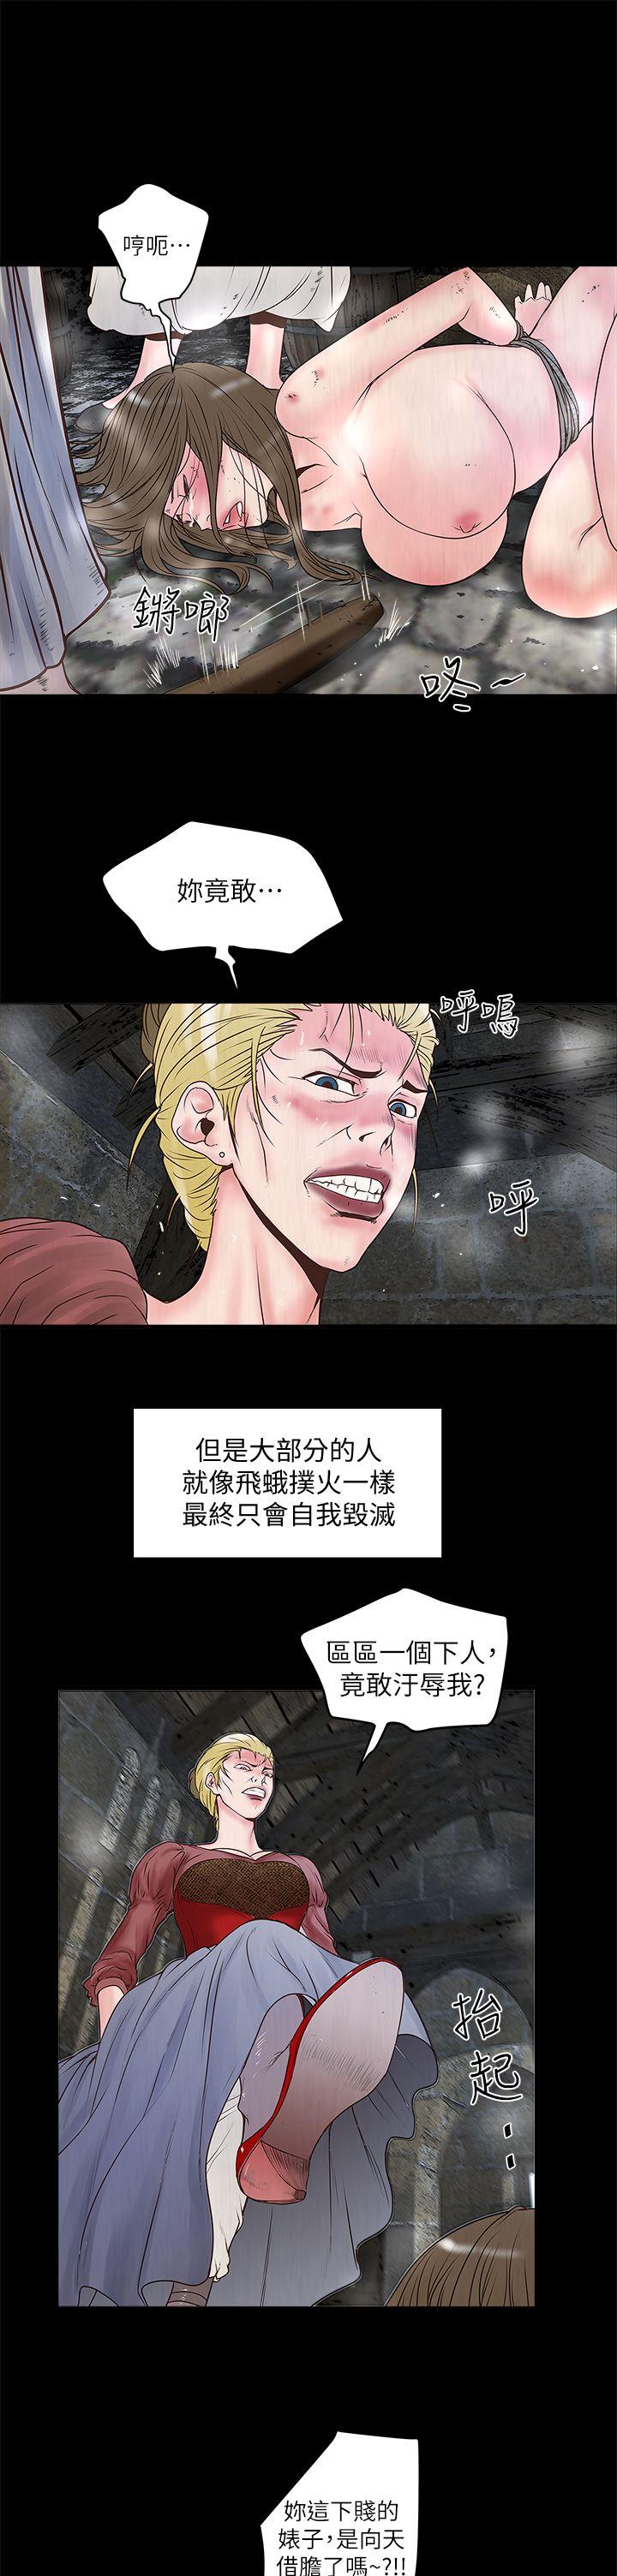 哼呃⋯
鏘啷
咚~
妳竟敢⋯
呼嗚
呼
但是大部分的人
就像飛蛾撲火一樣
最終只會自我毀滅
區區一個下人,
竟敢汙辱我?
抬
起⋯
妳這下賤的
婊子,是向天
借膽了嗎~?!!